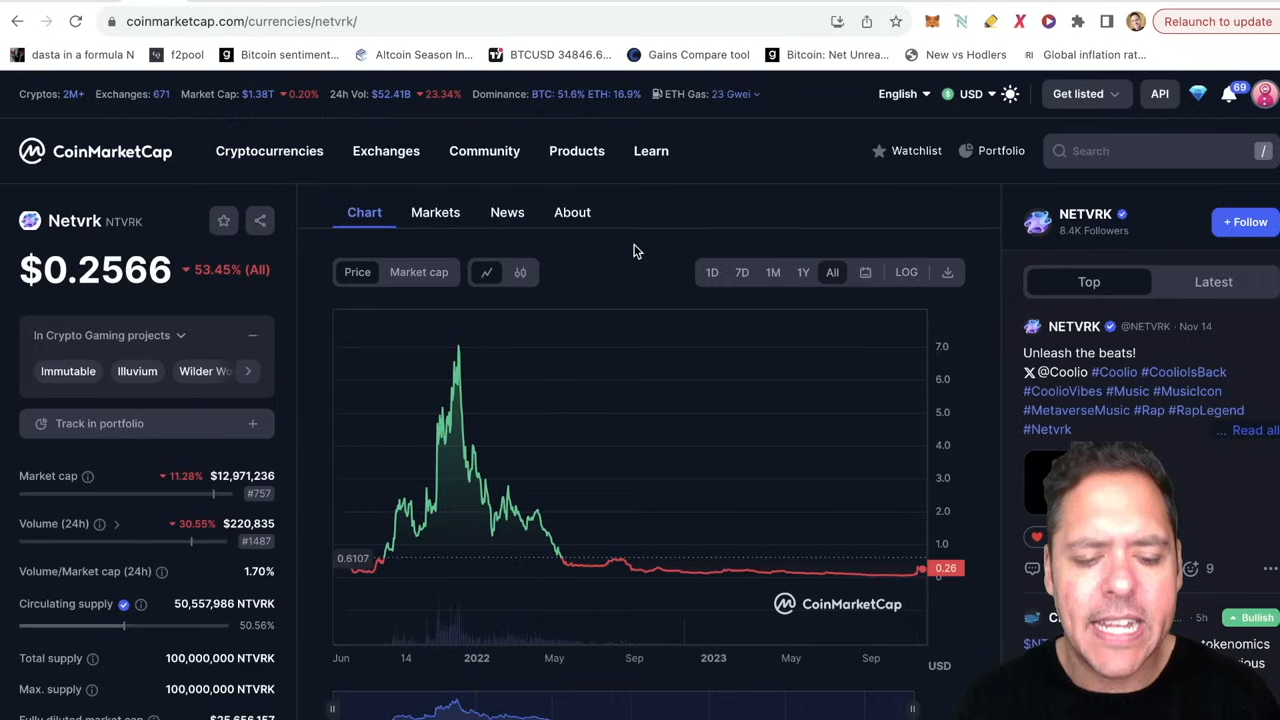 coinmarketcap.com/currencies/netvrk/
Relaunch to update
dasta in a formula N
f2pool
Bitcoin sentiment...
Altcoin Season In...
BTCUSD 34846.6...
Gains Compare tool
Bitcoin: Net Unrea...
New vs Hodlers
RI Global inflation rat...
Cryptos: 2M+ Exchanges: 671 Market Cap: $1.38T 0.20% 24h Vol: $52.41B 23.34% Dominance: BTC: 51.6% ETH: 16.9% ETH Gas: 23 Gwei
English
USD
Get listed
API
69
CoinMarketCap
Cryptocurrencies
Exchanges
Community
Products
Learn
Watchlist
Portfolio
Search
/
Netvrk NTVRK
$0.2566 53.45% (All)
In Crypto Gaming projects
Immutable
Illuvium
Wilder Wo
Track in portfolio
Market cap 11.28% $12,971,236
#757
Volume (24h) 30.55% $220,835
#1487
Volume/Market cap (24h) 1.70%
Circulating supply 50,557,986 NTVRK
50.56%
Total supply 100,000,000 NTVRK
Max. supply 100,000,000 NTVRK
Fully diluted market cap $25,656,157
Chart
Markets
News
About
Price
Market cap
1D
7D
1M
1Y
All
LOG
7.0
6.0
5.0
4.0
3.0
2.0
1.0
0.6107
0.26
0
CoinMarketCap
Jun 14 2022 May Sep 2023 May Sep
USD
NETVRK
8.4K Followers
+ Follow
Top
Latest
NETVRK @NETVRK · Nov 14
Unleash the beats!
X @Coolio #Coolio #CoolioIsBack
#CoolioVibes #Music #MusicIcon
#MetaverseMusic #Rap #RapLegend
#Netvrk
... Read all
9
· 5h
Bullish
tokenomics